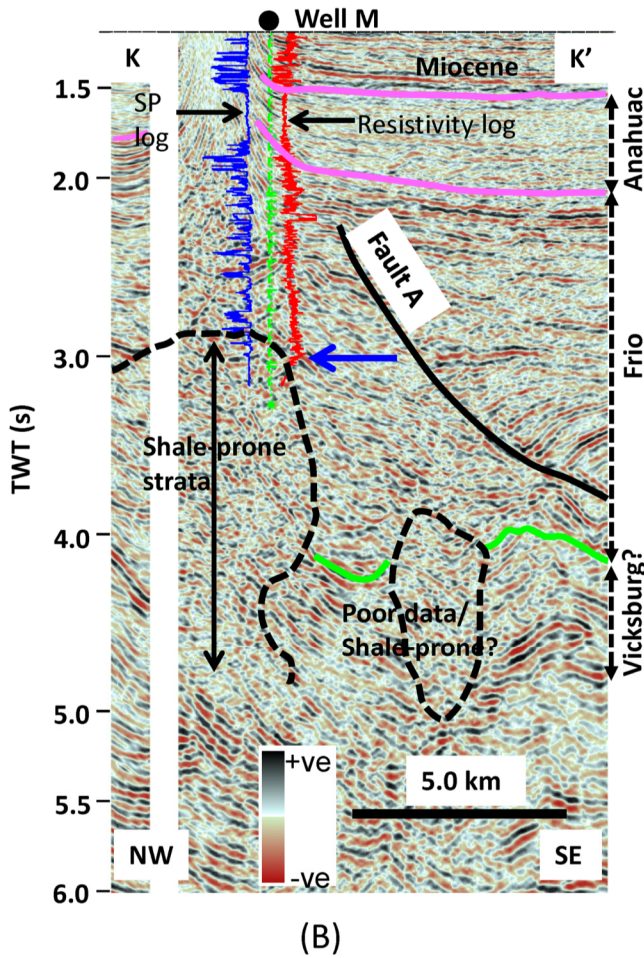 Well M
K
K’
Miocene
1.5
SP
log
Resistivity log
Anahuac
2.0
2.5
Fault A
3.0
Frio
TWT (s)
Shale-prone
strata
4.0
Vicksburg?
Poor data/
Shale-prone?
5.0
+ve
5.0 km
5.5
NW
SE
-ve
6.0
(B)